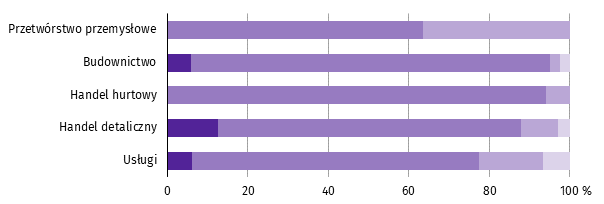 Przetwórstwo przemysłowe
Budownictwo
Handel hurtowy
Handel detaliczny
Usługi
0 20 40 60 80 100 %